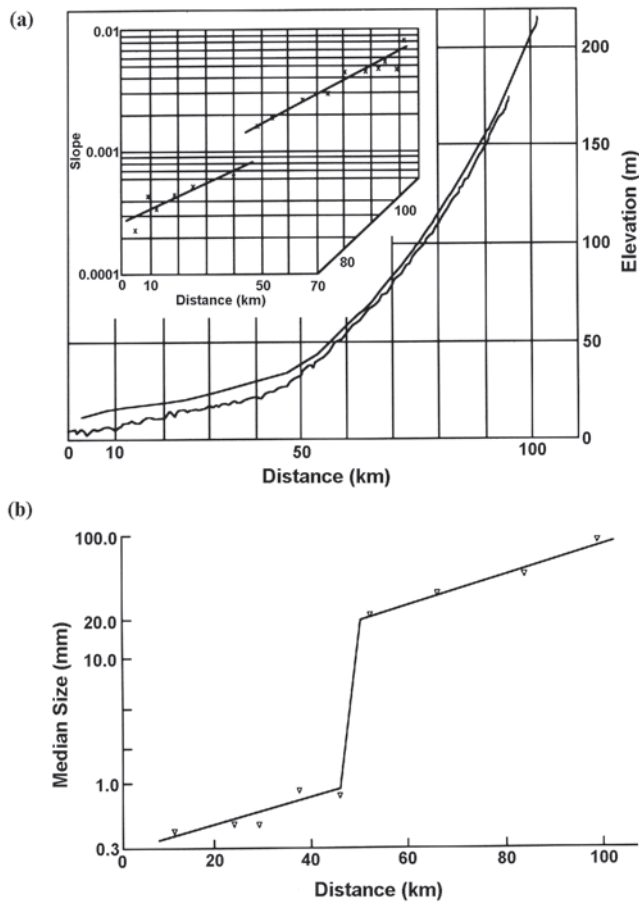 (a)
0.01
0.001
0.0001
Slope
0 10 30 50 70
80
100
Distance (km)
200
150
100
50
0
Elevation (m)
0 10 50 100
Distance (km)
(b)
100.0
20.0
10.0
1.0
0.3
Median Size (mm)
0 20 40 60 80 100
Distance (km)